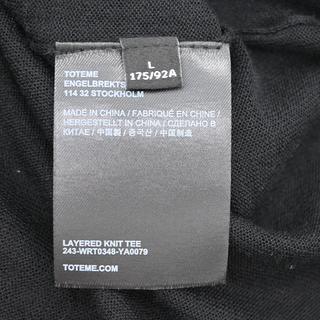 L
175/92A
TOTEME
ENGELBREKTS
114 32 STOCKHOLM
MADE IN CHINA / FABRIQUÉ EN CHINE /
HERGESTELLT IN CHINA / СДЕЛАНО В
КИТАЕ / 中国製 / 중국산 / 中国制造
LAYERED KNIT TEE
243-WRT0348-YA0079
TOTEME.COM